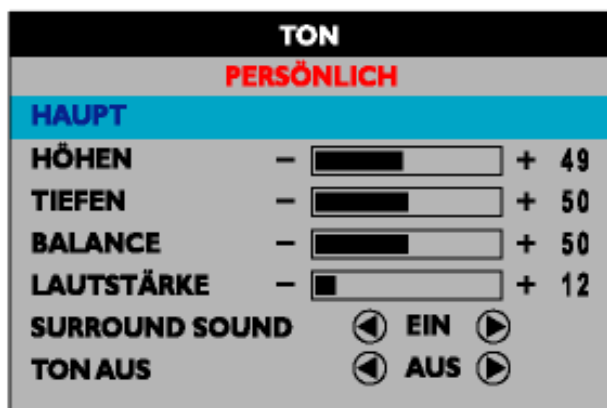 TON
PERSÖNLICH
HAUPT
HÖHEN − + 49
TIEFEN − + 50
BALANCE − + 50
LAUTSTÄRKE − + 12
SURROUND SOUND EIN
TON AUS AUS